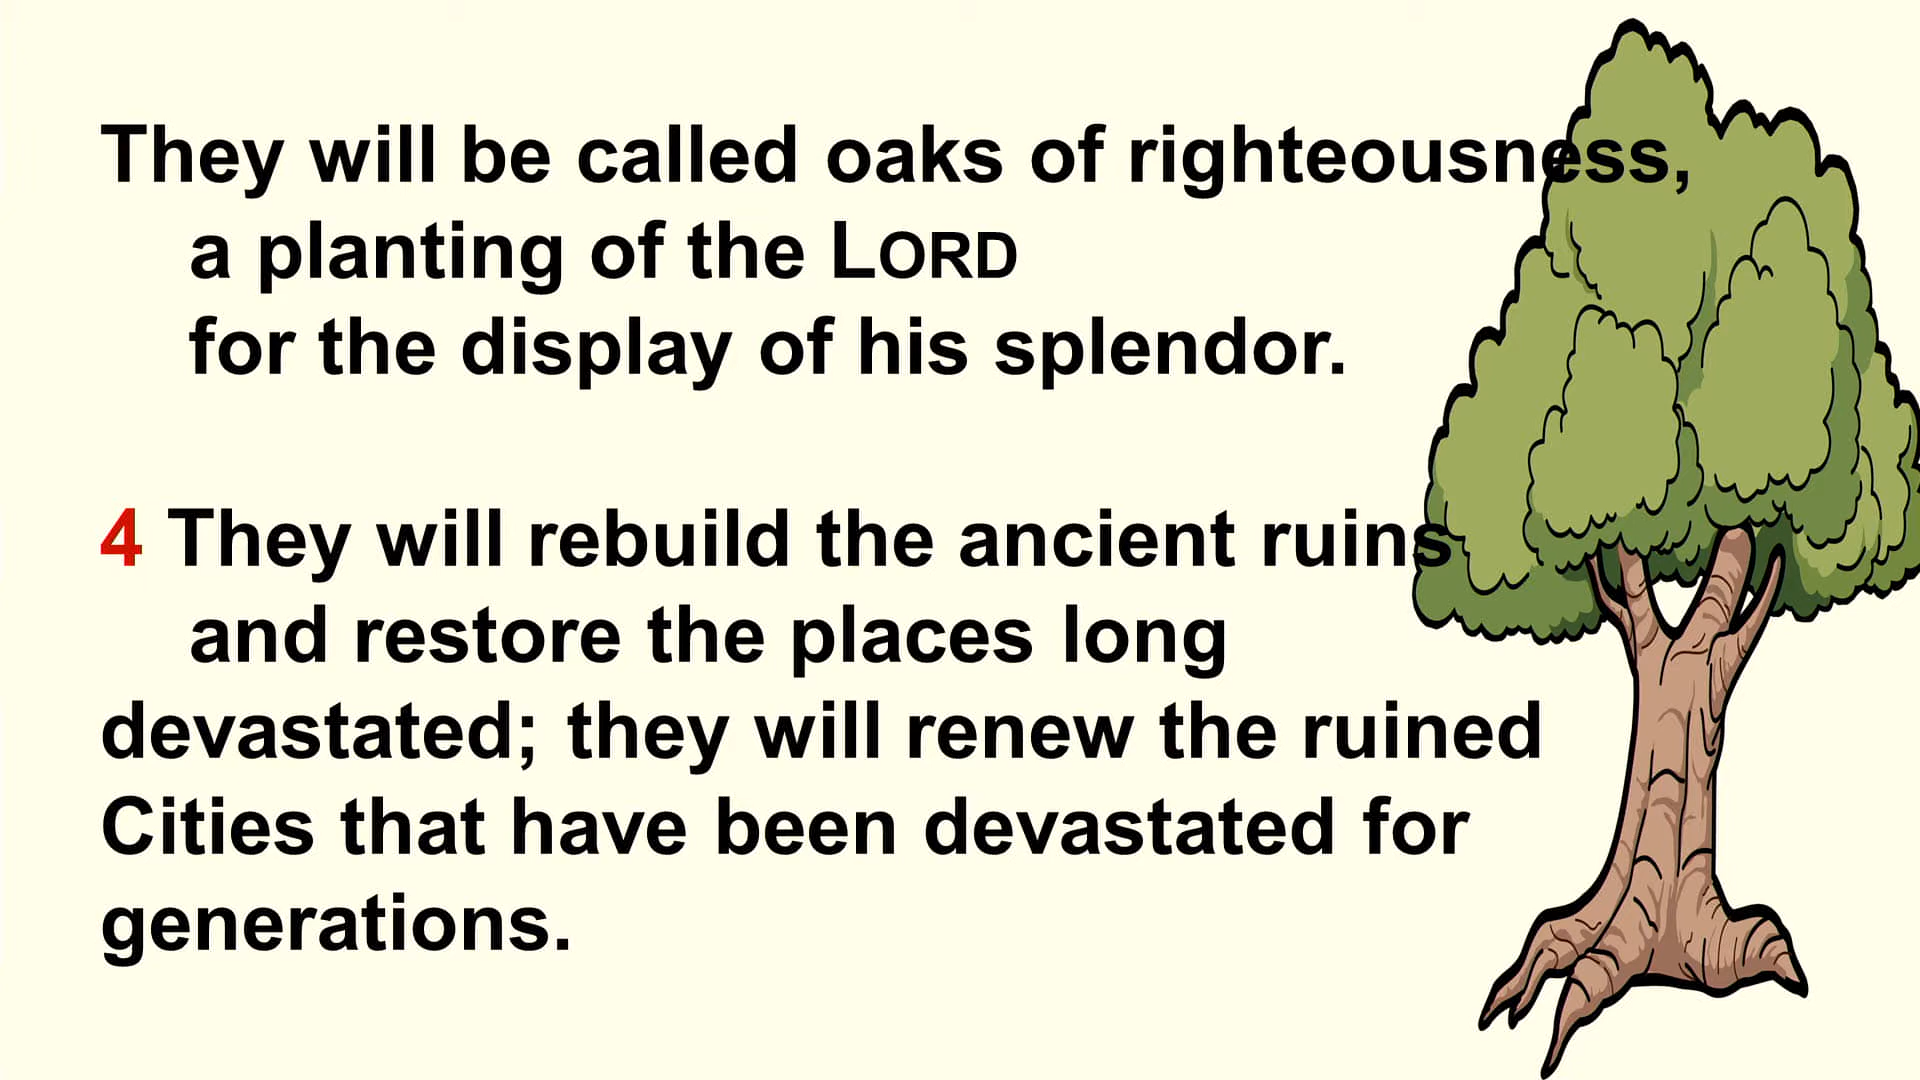 They will be called oaks of righteousness,
a planting of the LORD
for the display of his splendor.
4 They will rebuild the ancient ruins
and restore the places long
devastated; they will renew the ruined
Cities that have been devastated for
generations.